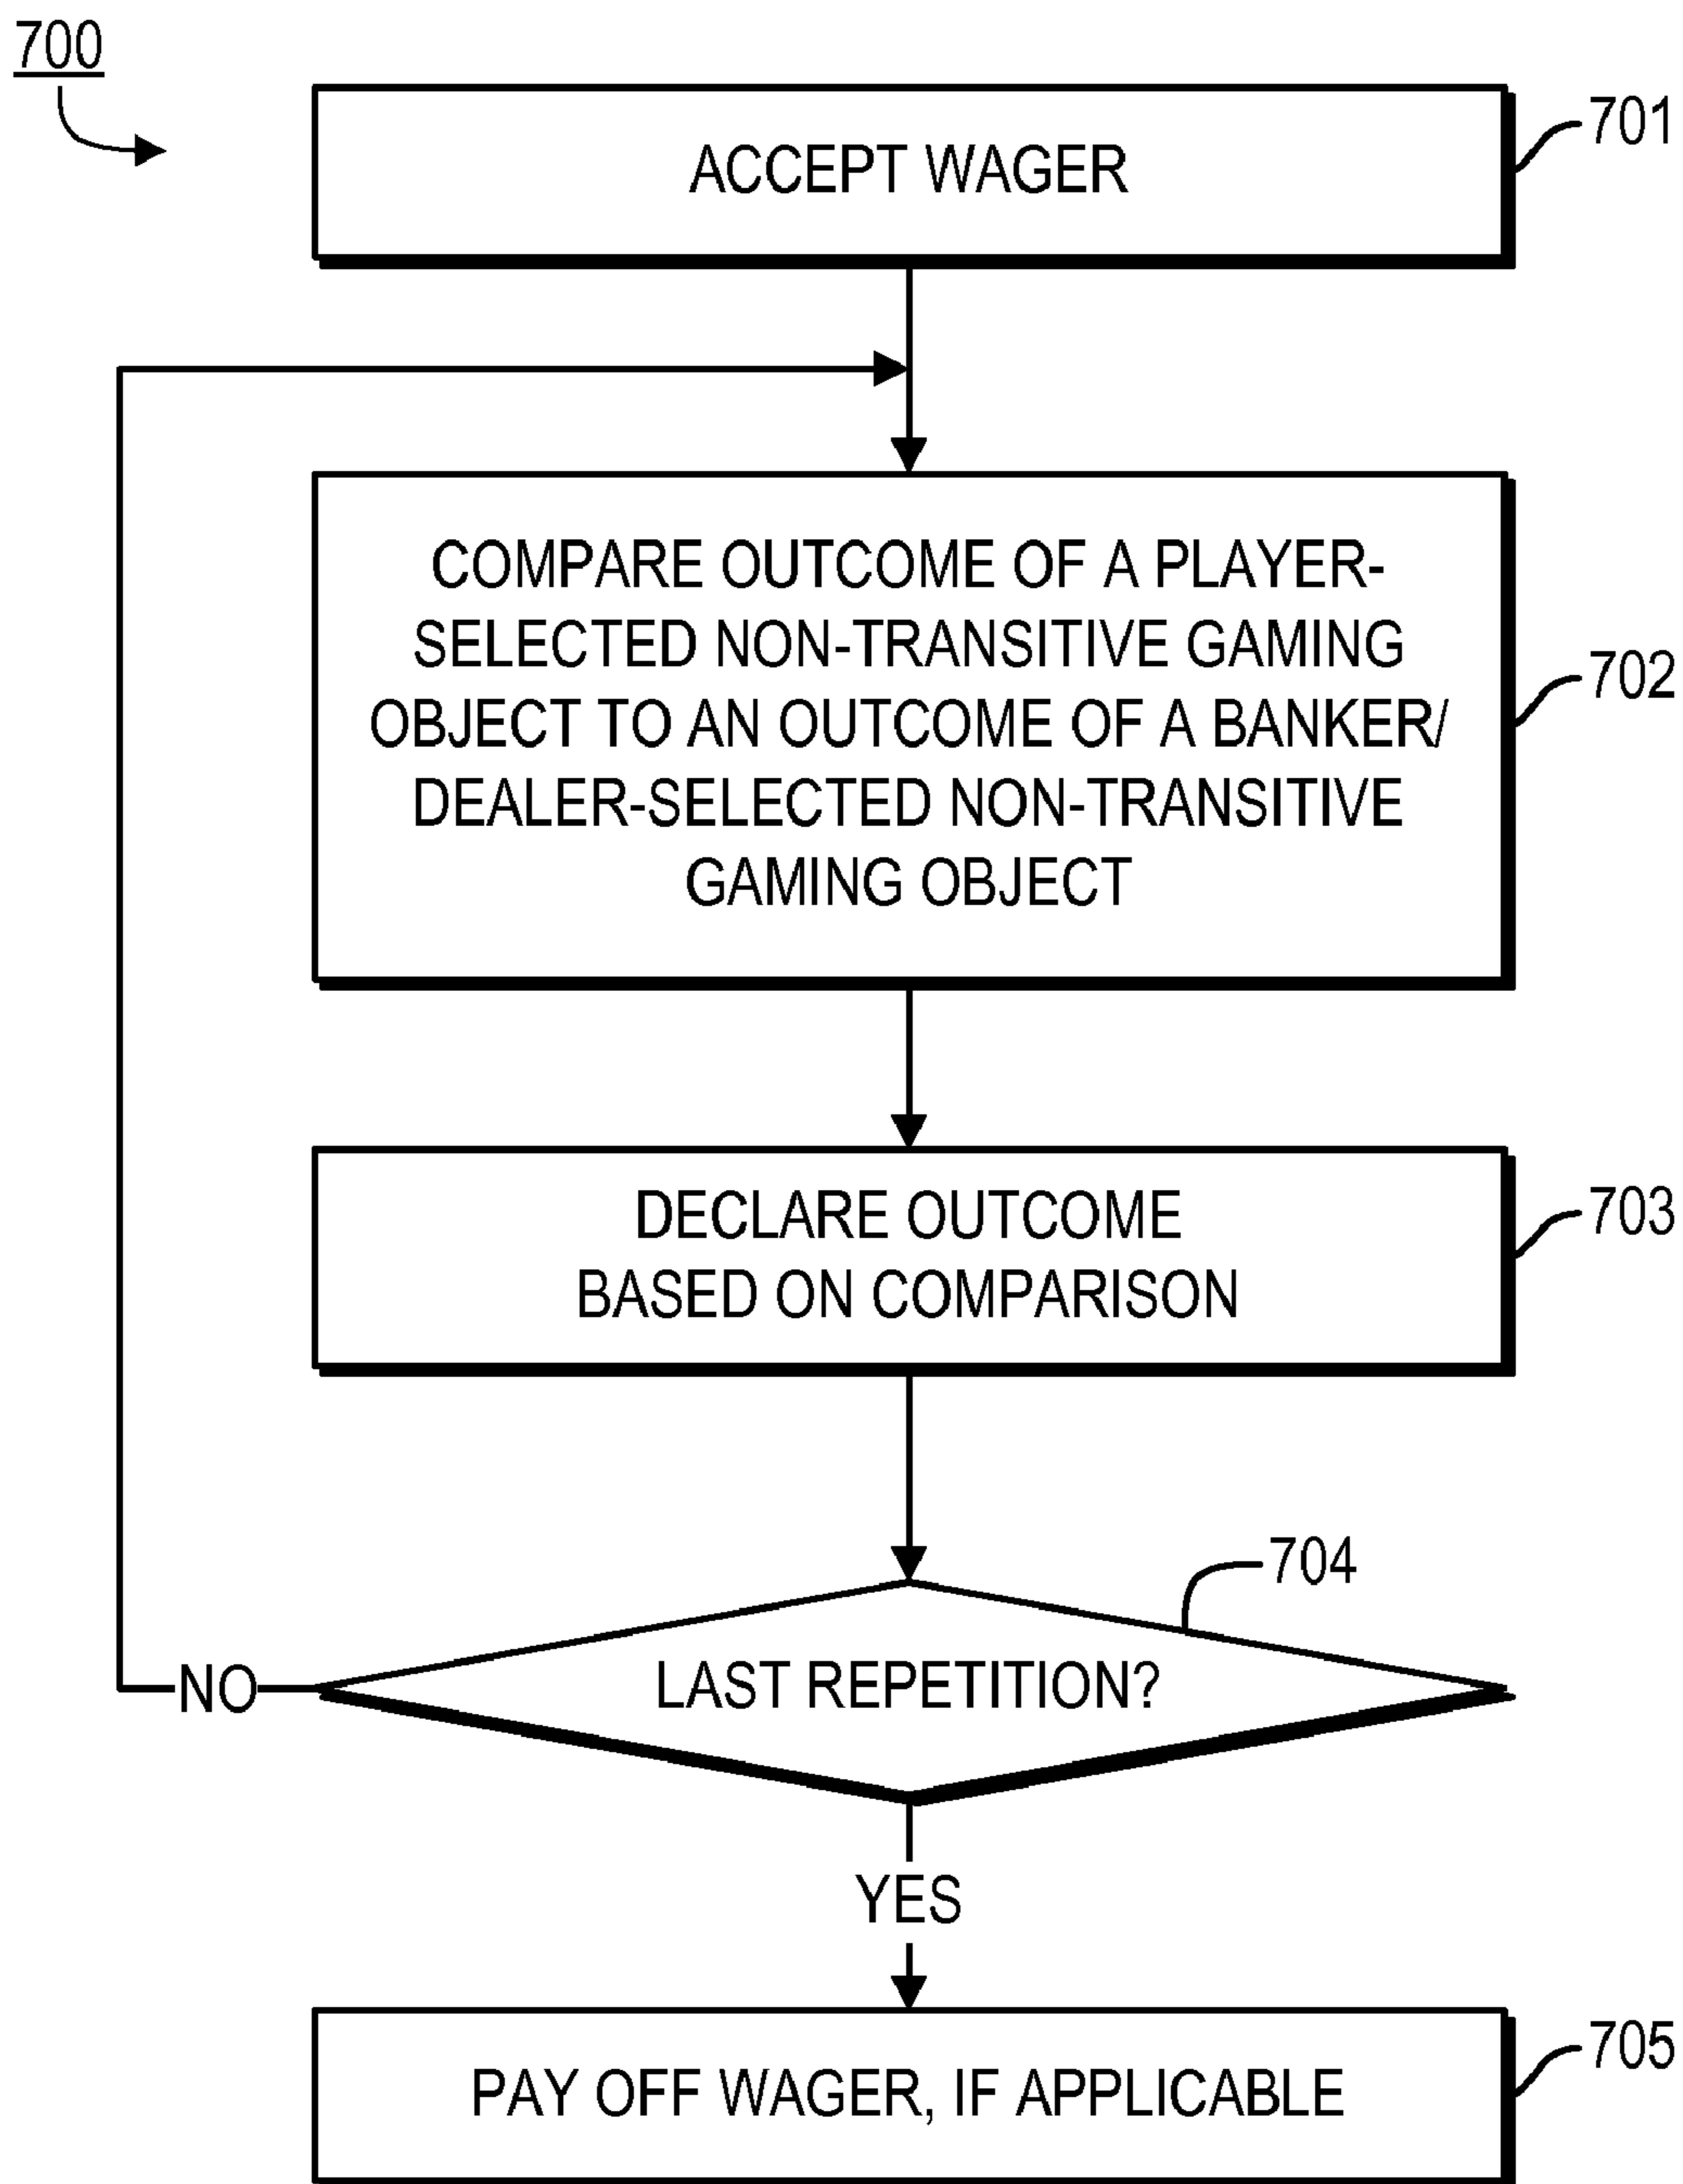 700
ACCEPT WAGER
701
COMPARE OUTCOME OF A PLAYER-
SELECTED NON-TRANSITIVE GAMING
OBJECT TO AN OUTCOME OF A BANKER/
DEALER-SELECTED NON-TRANSITIVE
GAMING OBJECT
702
DECLARE OUTCOME
BASED ON COMPARISON
703
704
LAST REPETITION?
NO
YES
PAY OFF WAGER, IF APPLICABLE
705